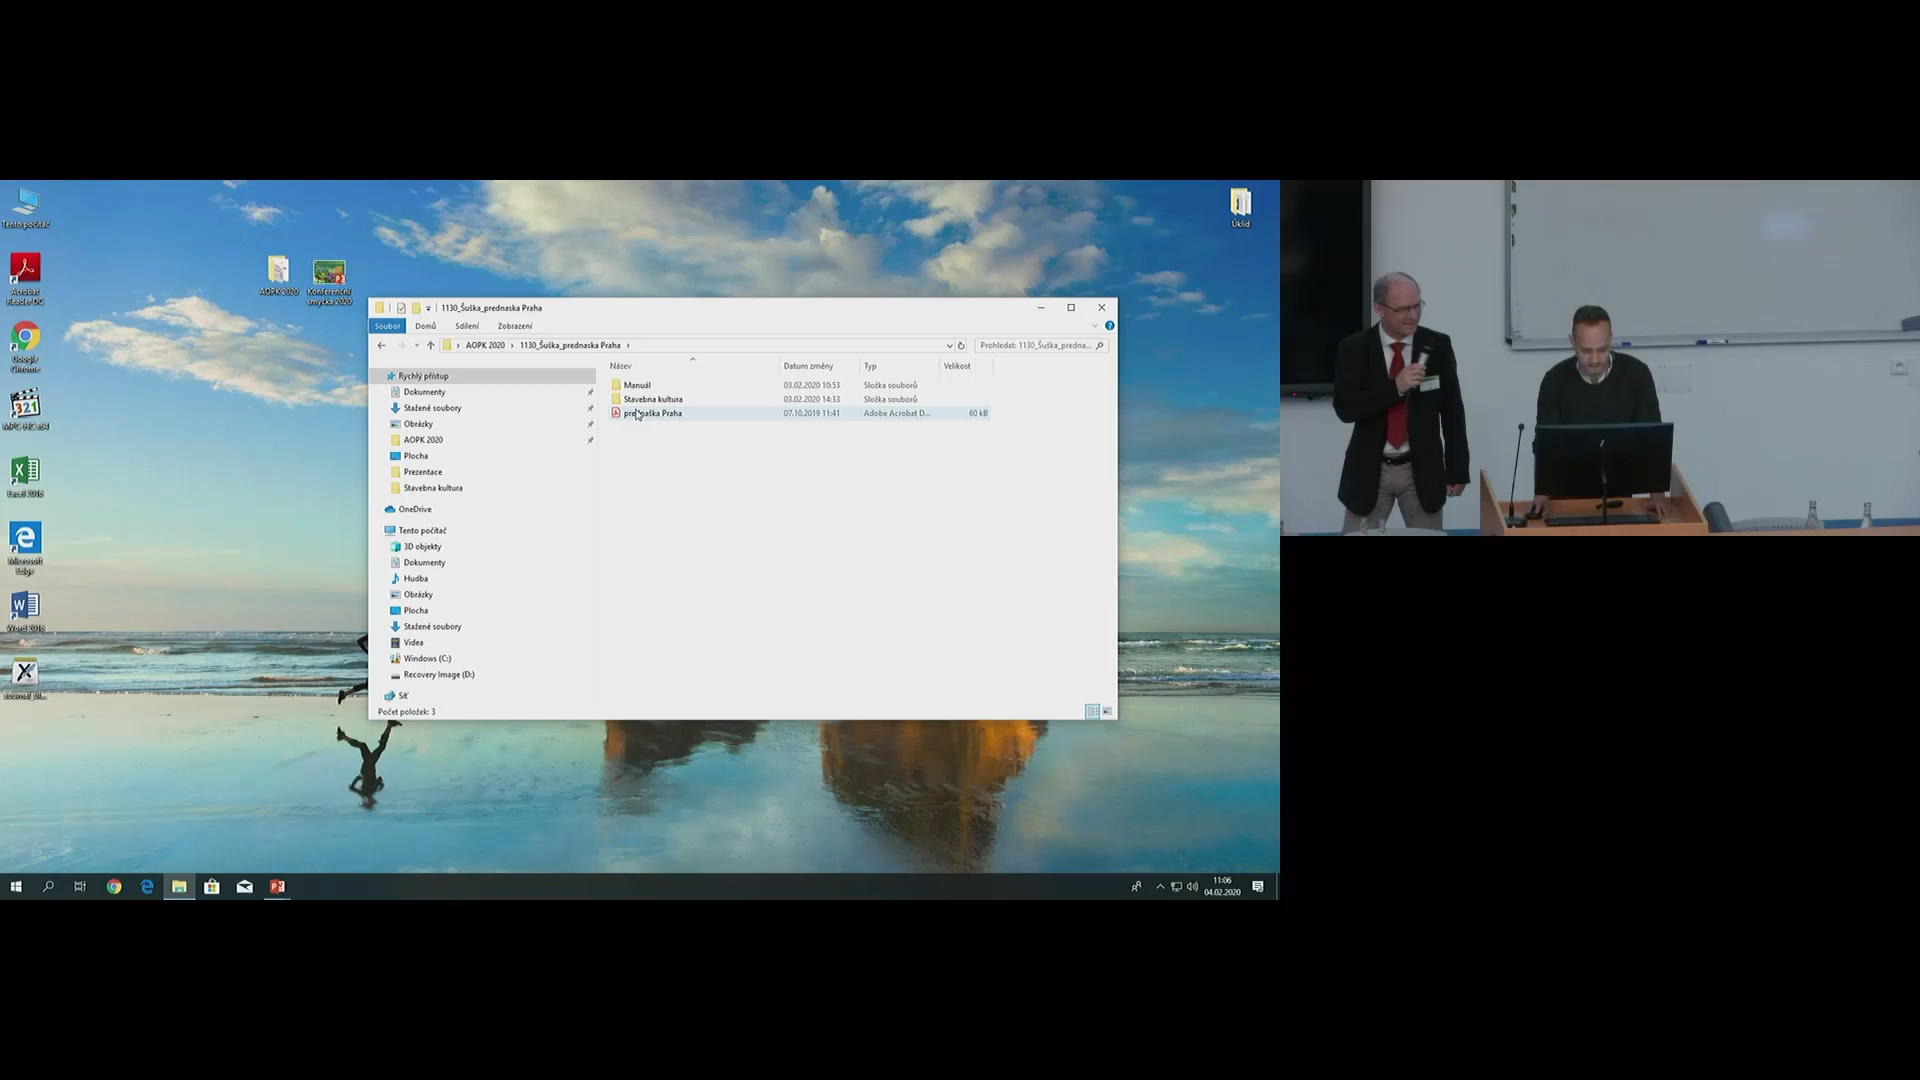 Tento počítač
Acrobat
Reader DC
Google
Chrome
MPC-HC x64
Excel 2016
Microsoft
Edge
Word 2016
AOPK 2020
Konferenční
smyčka 2020
Úklid
1130_Šuška_prednaska Praha
Soubor
Domů
Sdílení
Zobrazení
AOPK 2020 › 1130_Šuška_prednaska Praha ›
Prohledat: 1130_Šuška_predna...
Název Datum změny Typ Velikost
Manuál 03.02.2020 10:53 Složka souborů
Stavebna kultura 03.02.2020 14:33 Složka souborů
Praha 07.10.2019 11:41 Adobe Acrobat D... 60 kB
Rychlý přístup
Dokumenty
Stažené soubory
Obrázky
AOPK 2020
Plocha
Prezentace
Stavebna kultura
OneDrive
Tento počítač
3D objekty
Dokumenty
Hudba
Obrázky
Plocha
Stažené soubory
Videa
Windows (C:)
Recovery Image (D:)
Síť
Počet položek: 3
11:06
04.02.2020